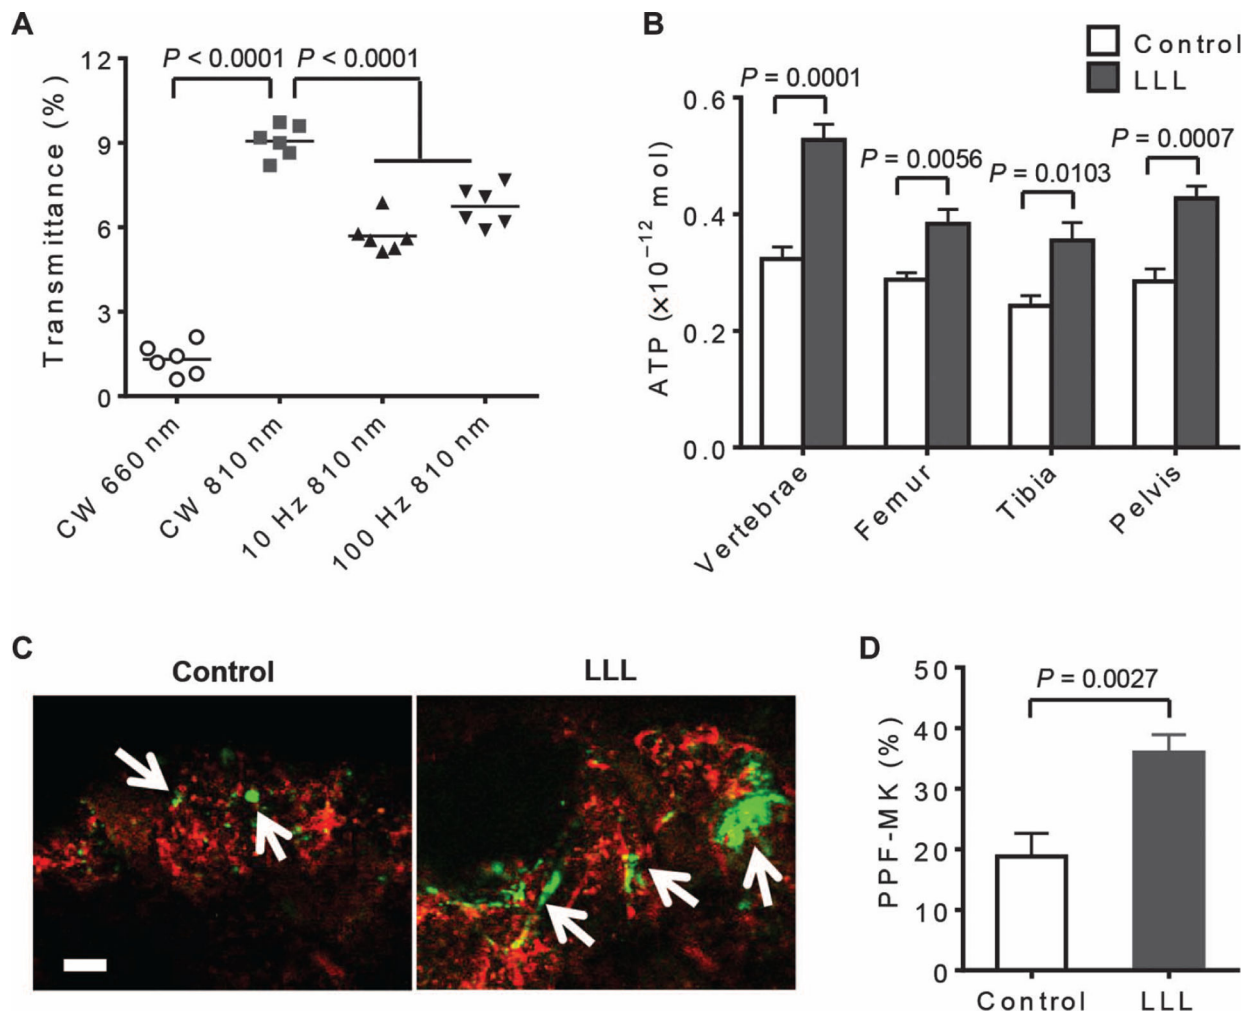 A
P < 0.0001
P < 0.0001
Transmittance (%)
12
9
6
3
0
CW 660 nm
CW 810 nm
10 Hz 810 nm
100 Hz 810 nm
B
Control
LLL
P = 0.0001
P = 0.0056
P = 0.0103
P = 0.0007
ATP (×10⁻¹² mol)
0.6
0.4
0.2
0.0
Vertebrae
Femur
Tibia
Pelvis
C
Control
LLL
D
P = 0.0027
PPF-MK (%)
50
40
30
20
10
0
Control
LLL